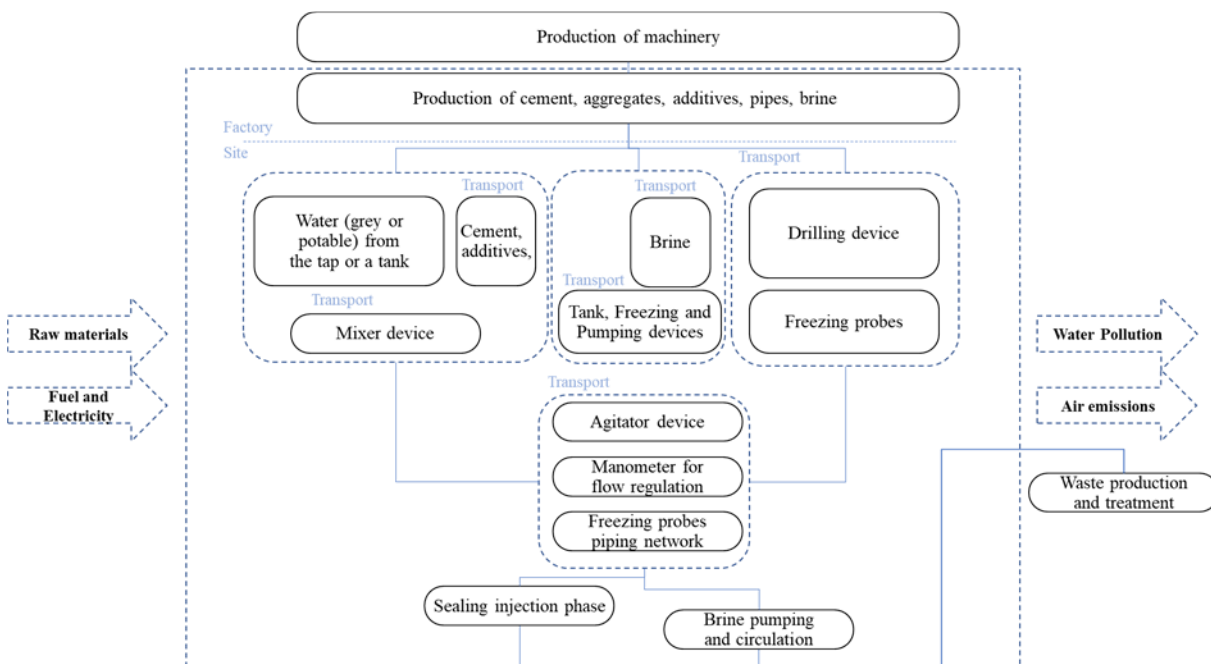 Production of machinery
Production of cement, aggregates, additives, pipes, brine
Factory
Site
Transport
Transport
Transport
Water (grey or
potable) from
the tap or a tank
Cement,
additives,
Brine
Drilling device
Transport
Transport
Mixer device
Tank, Freezing and
Pumping devices
Freezing probes
Raw materials
Fuel and
Electricity
Water Pollution
Air emissions
Transport
Agitator device
Manometer for
flow regulation
Freezing probes
piping network
Waste production
and treatment
Sealing injection phase
Brine pumping
and circulation